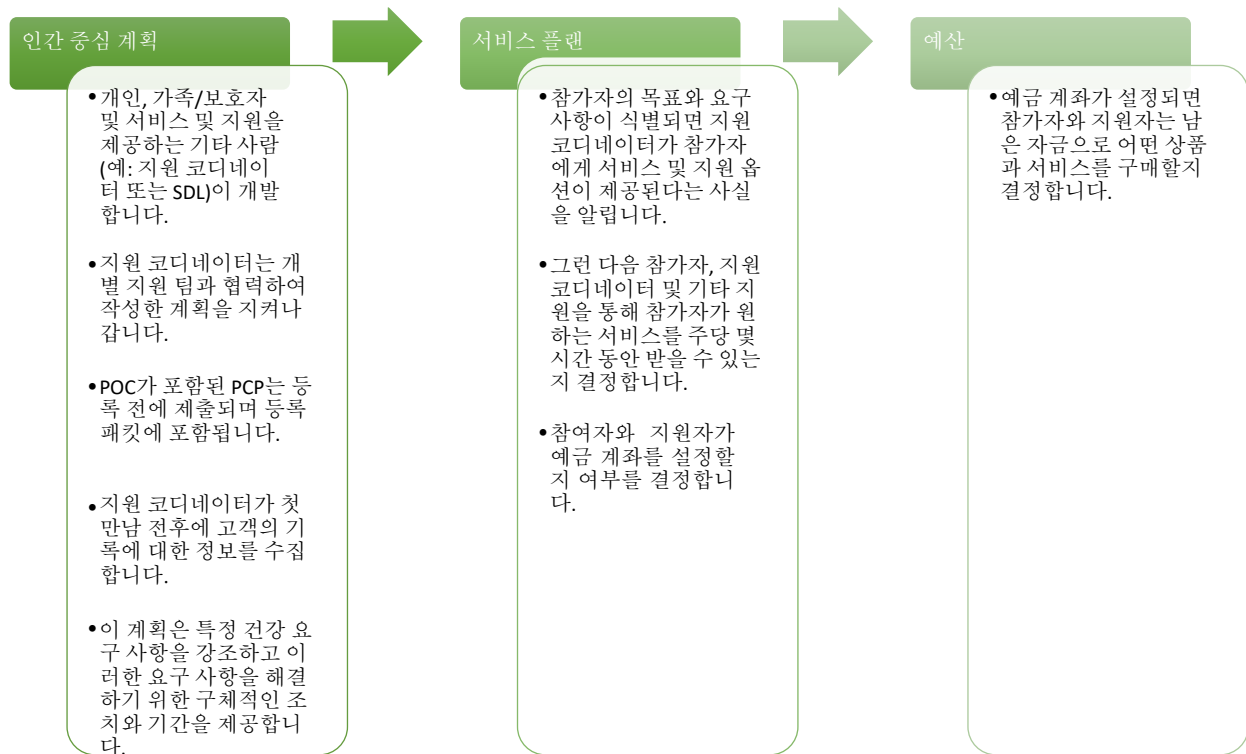 인간 중심 계획
•개인, 가족/보호자
및 서비스 및 지원을
제공하는 기타 사람
(예: 지원 코디네이
터 또는 SDL)이 개발
합니다.
•지원 코디네이터는 개
별 지원 팀과 협력하여
작성한 계획을 지켜나
갑니다.
•POC가 포함된 PCP는 등
록 전에 제출되며 등록
패킷에 포함됩니다.
•지원 코디네이터가 첫
만남 전후에 고객의 기
록에 대한 정보를 수집
합니다.
•이 계획은 특정 건강 요
구 사항을 강조하고 이
러한 요구 사항을 해결
하기 위한 구체적인 조
치와 기간을 제공합니
다.
서비스 플랜
•참가자의 목표와 요구
사항이 식별되면 지원
코디네이터가 참가자
에게 서비스 및 지원 옵
션이 제공된다는 사실
을 알립니다.
•그런 다음 참가자, 지원
코디네이터 및 기타 지
원을 통해 참가자가 원
하는 서비스를 주당 몇
시간 동안 받을 수 있는
지 결정합니다.
•참여자와 지원자가
예금 계좌를 설정할
지 여부를 결정합니
다.
예산
•예금 계좌가 설정되면
참가자와 지원자는 남
은 자금으로 어떤 상품
과 서비스를 구매할지
결정합니다.